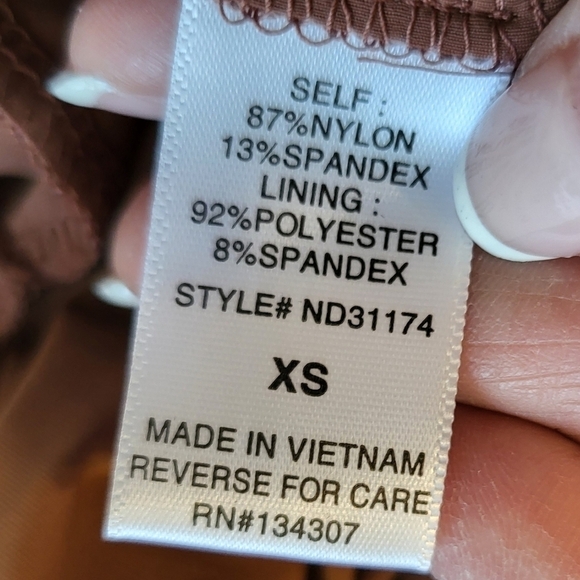 SELF :
87%NYLON
13%SPANDEX
LINING :
92%POLYESTER
8%SPANDEX
STYLE# ND31174
XS
MADE IN VIETNAM
REVERSE FOR CARE
RN#134307